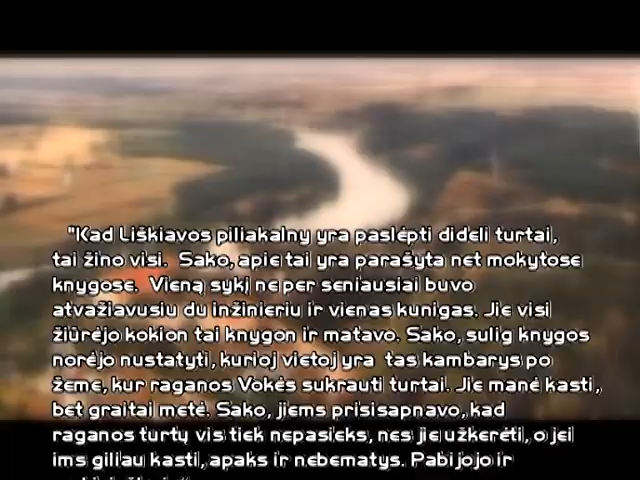 "Kad Liškiavos piliakalny yra paslėpti dideli turtai,
tai žino visi. Sako, apie tai yra parašyta net mokytose
knygose. Vieną sykį ne per seniausiai buvo
atvažiavusiu du inžinieriu ir vienas kunigas. Jie visi
žiūrėjo kokion tai knygon ir matavo. Sako, sulig knygos
norėjo nustatyti, kurioj vietoj yra tas kambarys po
žeme, kur raganos Vokės sukrauti turtai. Jie manė kasti,
bet graitai metė. Sako, jiems prisisapnavo, kad
raganos turtų vis tiek nepasieks, nes jie užkerėti, o jei
ims giliau kasti, apaks ir nebematys. Pabijojo ir